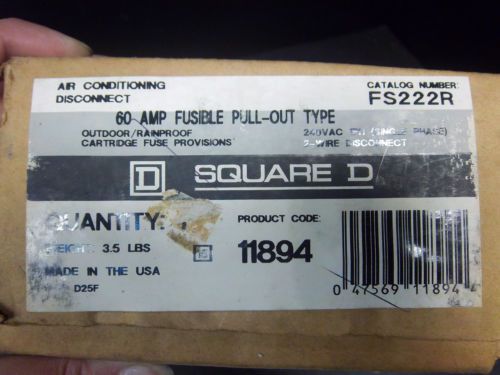 AIR CONDITIONING
DISCONNECT
CATALOG NUMBER:
FS222R
60 AMP FUSIBLE PULL-OUT TYPE
OUTDOOR/RAINPROOF
CARTRIDGE FUSE PROVISIONS
240VAC (SINGLE PHASE)
2-WIRE DISCONNECT
D SQUARE D
QUANTITY:
WEIGHT: 3.5 LBS
MADE IN THE USA
D25F
PRODUCT CODE:
11894
0 47569 11894